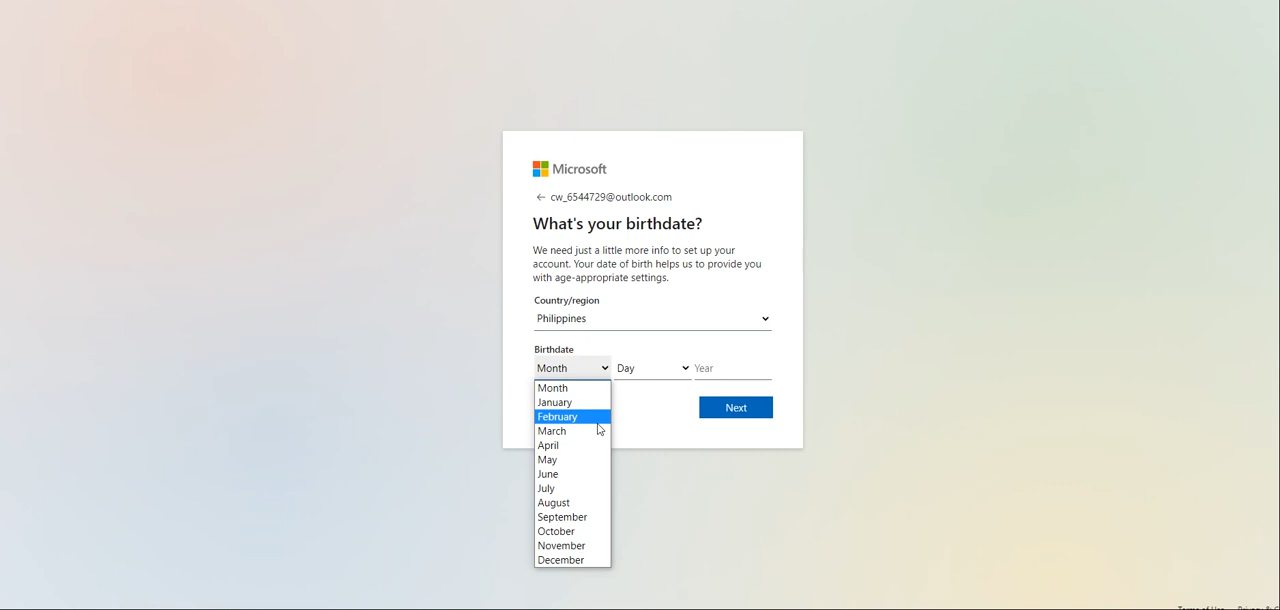 Microsoft
cw_6544729@outlook.com
What's your birthdate?
We need just a little more info to set up your
account. Your date of birth helps us to provide you
with age-appropriate settings.
Country/region
Philippines
Birthdate
Month Day Year
Month
January
Next
February
March
April
May
June
July
August
September
October
November
December